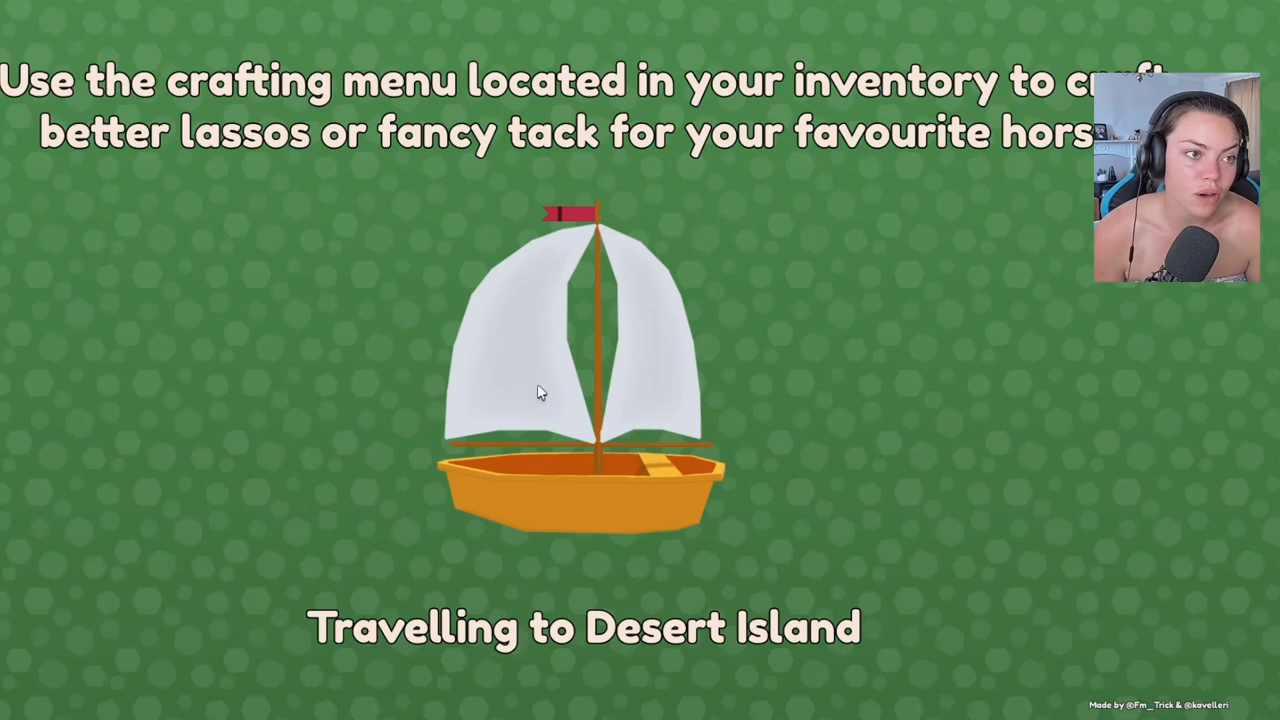 Use the crafting menu located in your inventory to
better lassos or fancy tack for your favourite
Travelling to Desert Island
Made by @Fm_Trick & @kavelleri